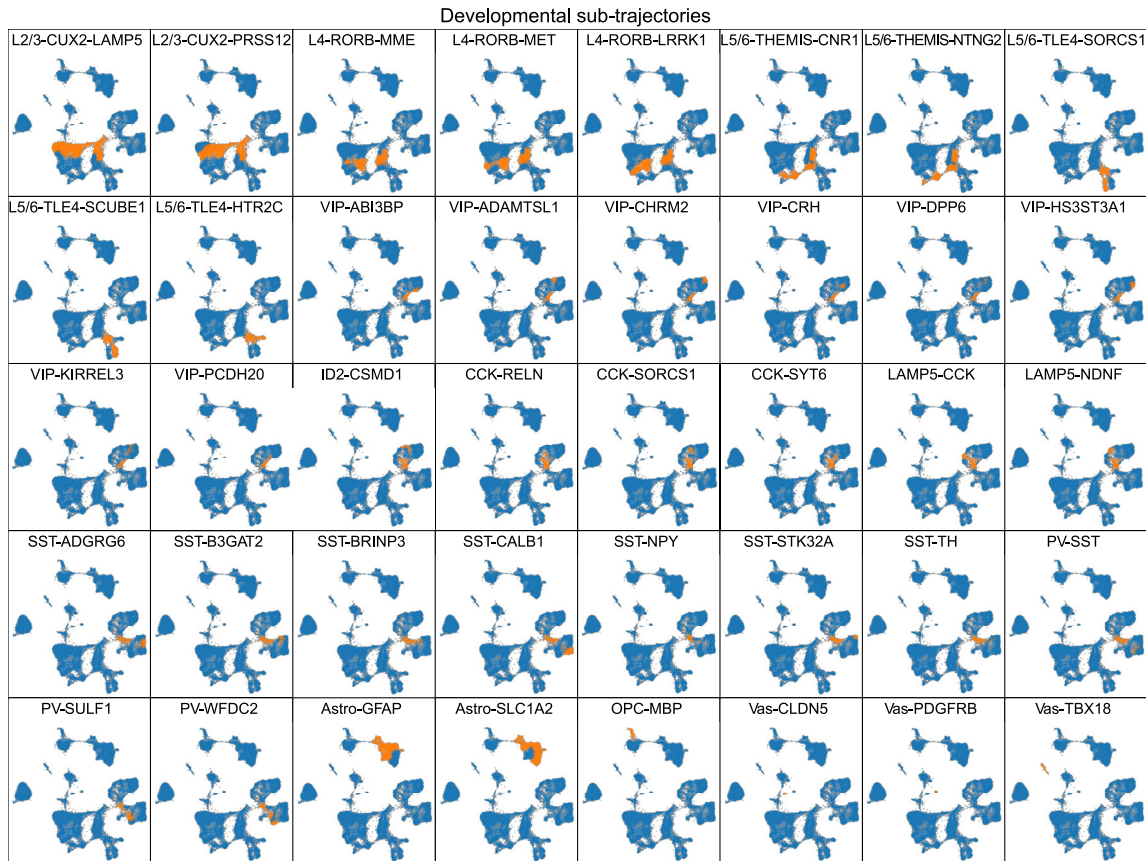 Developmental sub-trajectories
L2/3-CUX2-LAMP5 L2/3-CUX2-PRSS12 L4-RORB-MME L4-RORB-MET L4-RORB-LRRK1 L5/6-THEMIS-CNR1 L5/6-THEMIS-NTNG2 L5/6-TLE4-SORCS1
L5/6-TLE4-SCUBE1 L5/6-TLE4-HTR2C VIP-ABI3BP VIP-ADAMTSL1 VIP-CHRM2 VIP-CRH VIP-DPP6 VIP-HS3ST3A1
VIP-KIRREL3 VIP-PCDH20 ID2-CSMD1 CCK-RELN CCK-SORCS1 CCK-SYT6 LAMP5-CCK LAMP5-NDNF
SST-ADGRG6 SST-B3GAT2 SST-BRINP3 SST-CALB1 SST-NPY SST-STK32A SST-TH PV-SST
PV-SULF1 PV-WFDC2 Astro-GFAP Astro-SLC1A2 OPC-MBP Vas-CLDN5 Vas-PDGFRB Vas-TBX18